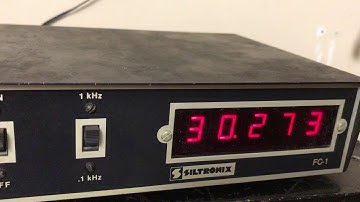 1 kHz
30.273
.1 kHz
SILTRONIX
FC-1